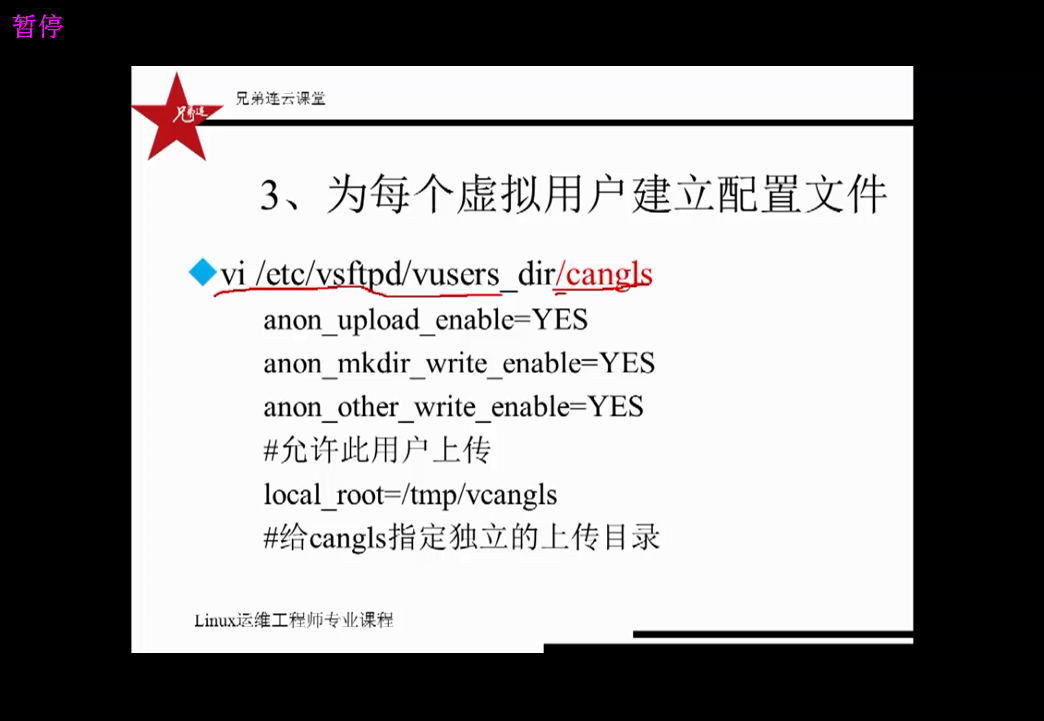 暂停
兄弟连
兄弟连云课堂
3、为每个虚拟用户建立配置文件
vi /etc/vsftpd/vusers_dir/cangls
anon_upload_enable=YES
anon_mkdir_write_enable=YES
anon_other_write_enable=YES
#允许此用户上传
local_root=/tmp/vcangls
#给cangls指定独立的上传目录
Linux运维工程师专业课程